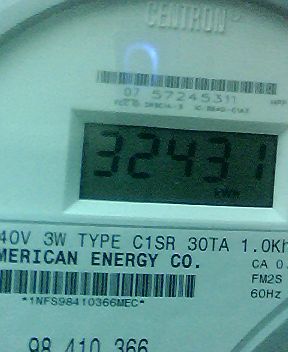 CENTRON
07 57245311
32431
40V 3W TYPE C1SR 30TA 1.0Kh
MERICAN ENERGY CO.
CA 0.
FM2S
*1NFS98410366MEC*
60Hz
98 410 366